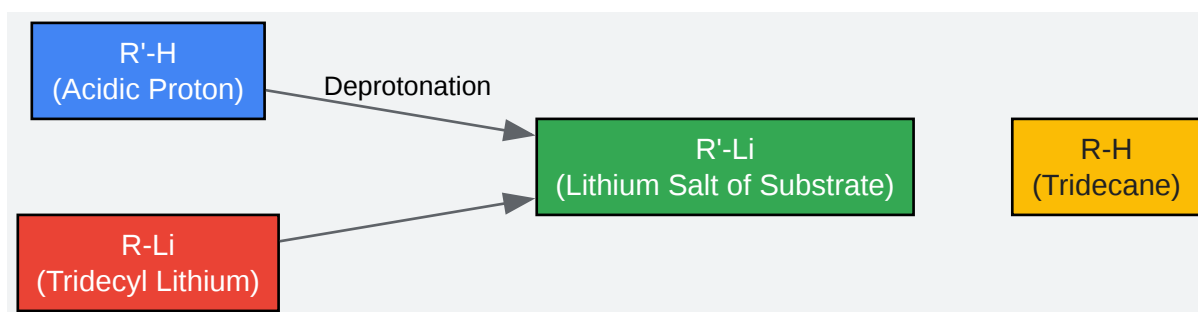 R'-H
(Acidic Proton)
Deprotonation
R'-Li
(Lithium Salt of Substrate)
R-H
(Tridecane)
R-Li
(Tridecyl Lithium)